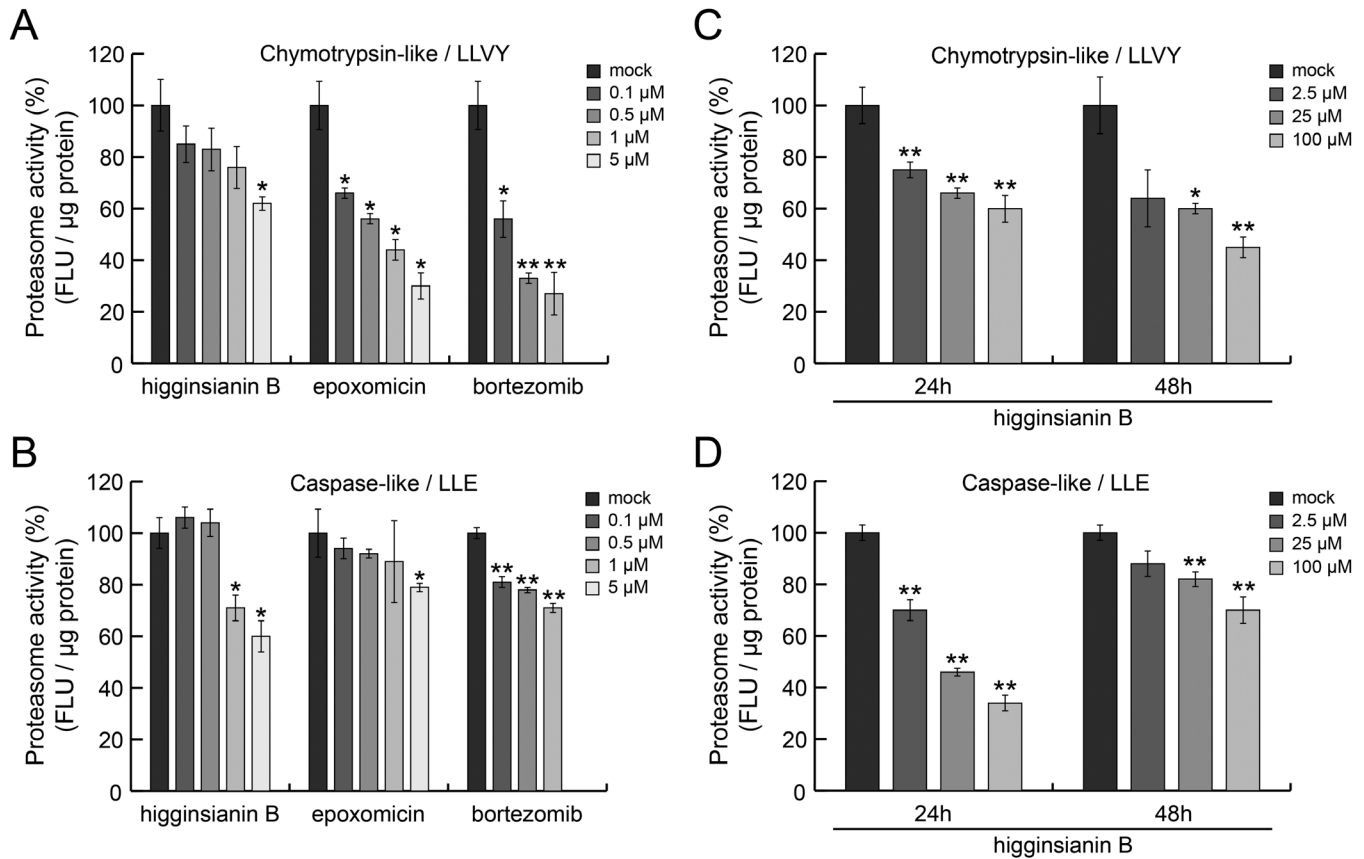 A
Chymotrypsin-like / LLVY
Proteasome activity (%)
(FLU / µg protein)
120
100
80
60
40
20
0
mock
0.1 µM
0.5 µM
1 µM
5 µM
*
*
*
*
*
*
**
**
higginsianin B
epoxomicin
bortezomib
B
Caspase-like / LLE
Proteasome activity (%)
(FLU / µg protein)
120
100
80
60
40
20
0
mock
0.1 µM
0.5 µM
1 µM
5 µM
*
*
*
**
**
**
higginsianin B
epoxomicin
bortezomib
C
Chymotrypsin-like / LLVY
Proteasome activity (%)
(FLU / µg protein)
120
100
80
60
40
20
0
mock
2.5 µM
25 µM
100 µM
**
**
**
*
**
24h
48h
higginsianin B
D
Caspase-like / LLE
Proteasome activity (%)
(FLU / µg protein)
120
100
80
60
40
20
0
mock
2.5 µM
25 µM
100 µM
**
**
**
**
**
24h
48h
higginsianin B